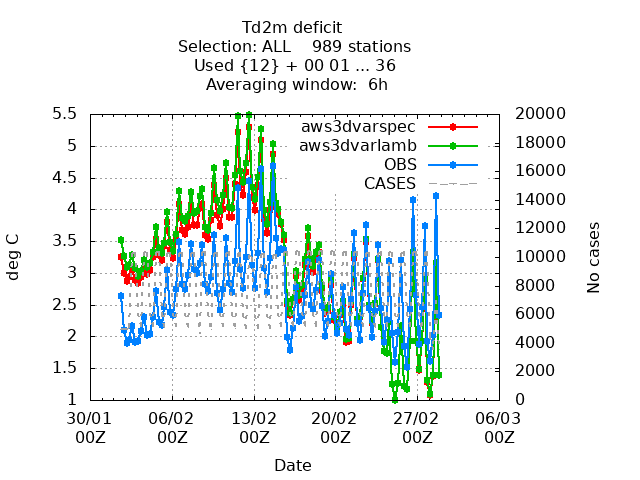 Td2m deficit
Selection: ALL    989 stations
Used {12} + 00 01 ... 36
Averaging window:  6h
aws3dvarspec
aws3dvarlamb
OBS
CASES
5.5
5
4.5
4
3.5
3
2.5
2
1.5
1
deg C
20000
18000
16000
14000
12000
10000
8000
6000
4000
2000
0
No cases
30/01 06/02 13/02 20/02 27/02 06/03
00Z 00Z 00Z 00Z 00Z 00Z
Date